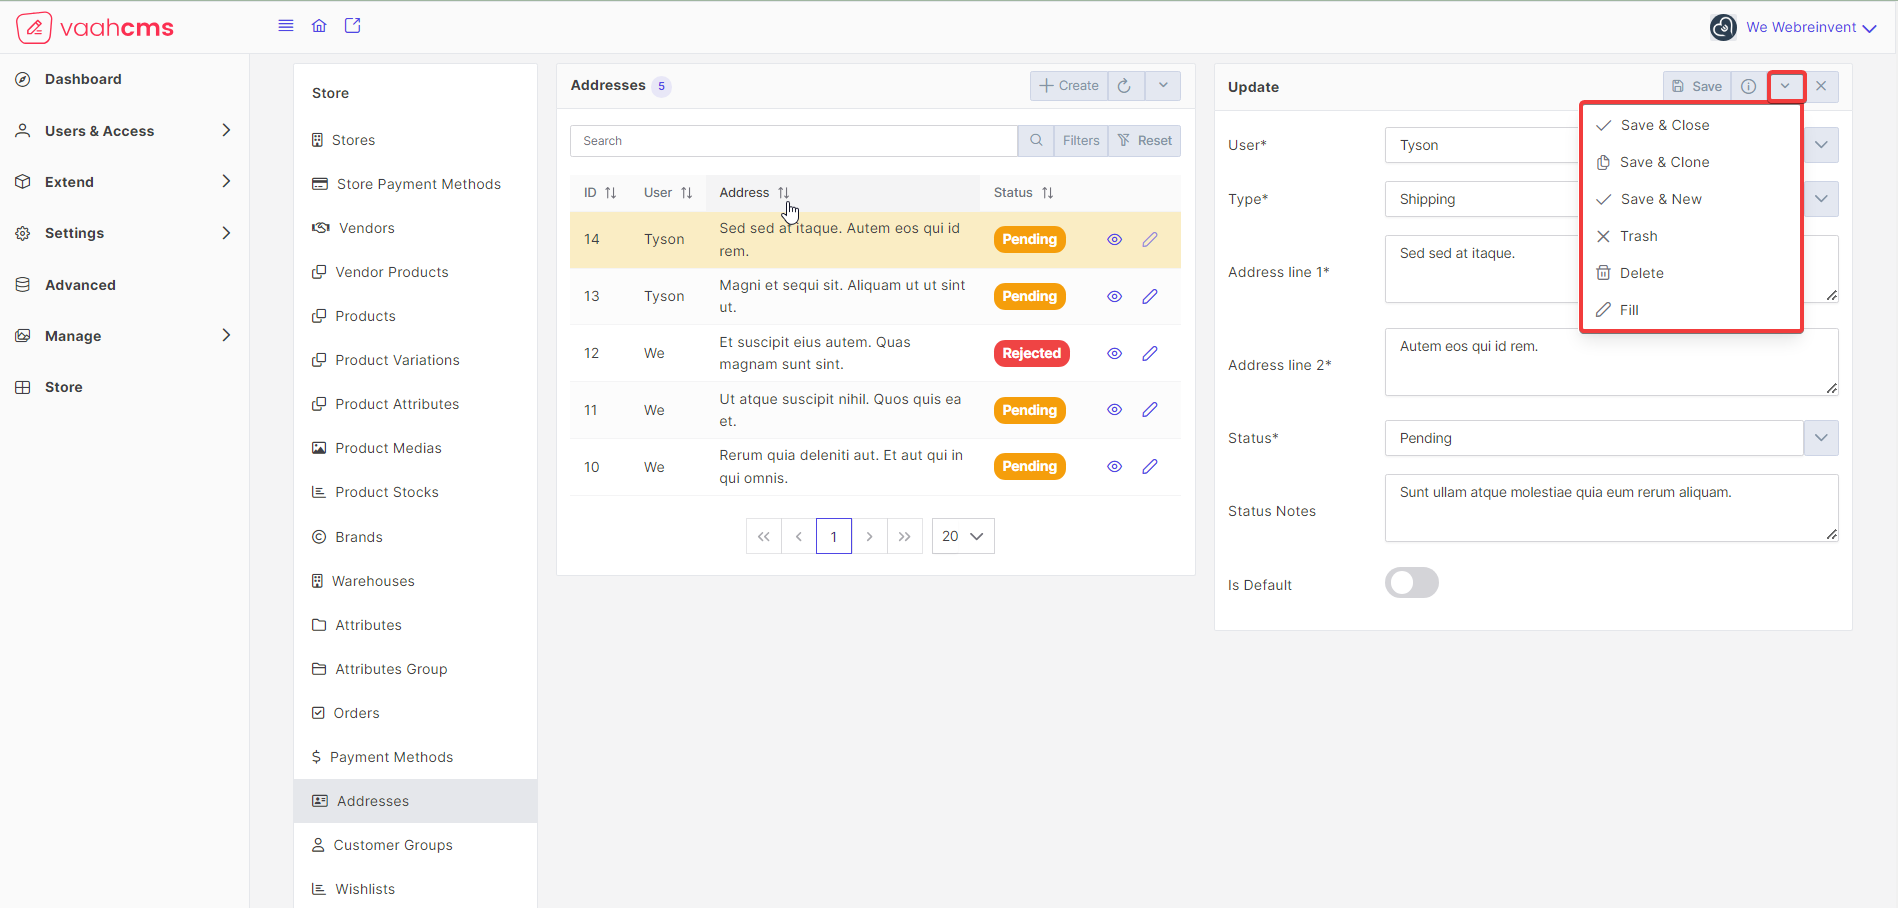 vaahcms
We Webreinvent
Dashboard
Users & Access
Extend
Settings
Advanced
Manage
Store
Store
Stores
Store Payment Methods
Vendors
Vendor Products
Products
Product Variations
Product Attributes
Product Medias
Product Stocks
Brands
Warehouses
Attributes
Attributes Group
Orders
Payment Methods
Addresses
Customer Groups
Wishlists
Addresses 5
Create
Search
Filters
Reset
ID User Address Status
14 Tyson Sed sed at itaque. Autem eos qui id
rem. Pending
13 Tyson Magni et sequi sit. Aliquam ut ut sint
ut. Pending
12 We Et suscipit eius autem. Quas
magnam sunt sint. Rejected
11 We Ut atque suscipit nihil. Quos quis ea
et. Pending
10 We Rerum quia deleniti aut. Et aut qui in
qui omnis. Pending
1
20
Update
Save
Save & Close
Save & Clone
Save & New
Trash
Delete
Fill
User* Tyson
Type* Shipping
Address line 1* Sed sed at itaque.
Address line 2* Autem eos qui id rem.
Status* Pending
Status Notes Sunt ullam atque molestiae quia eum rerum aliquam.
Is Default